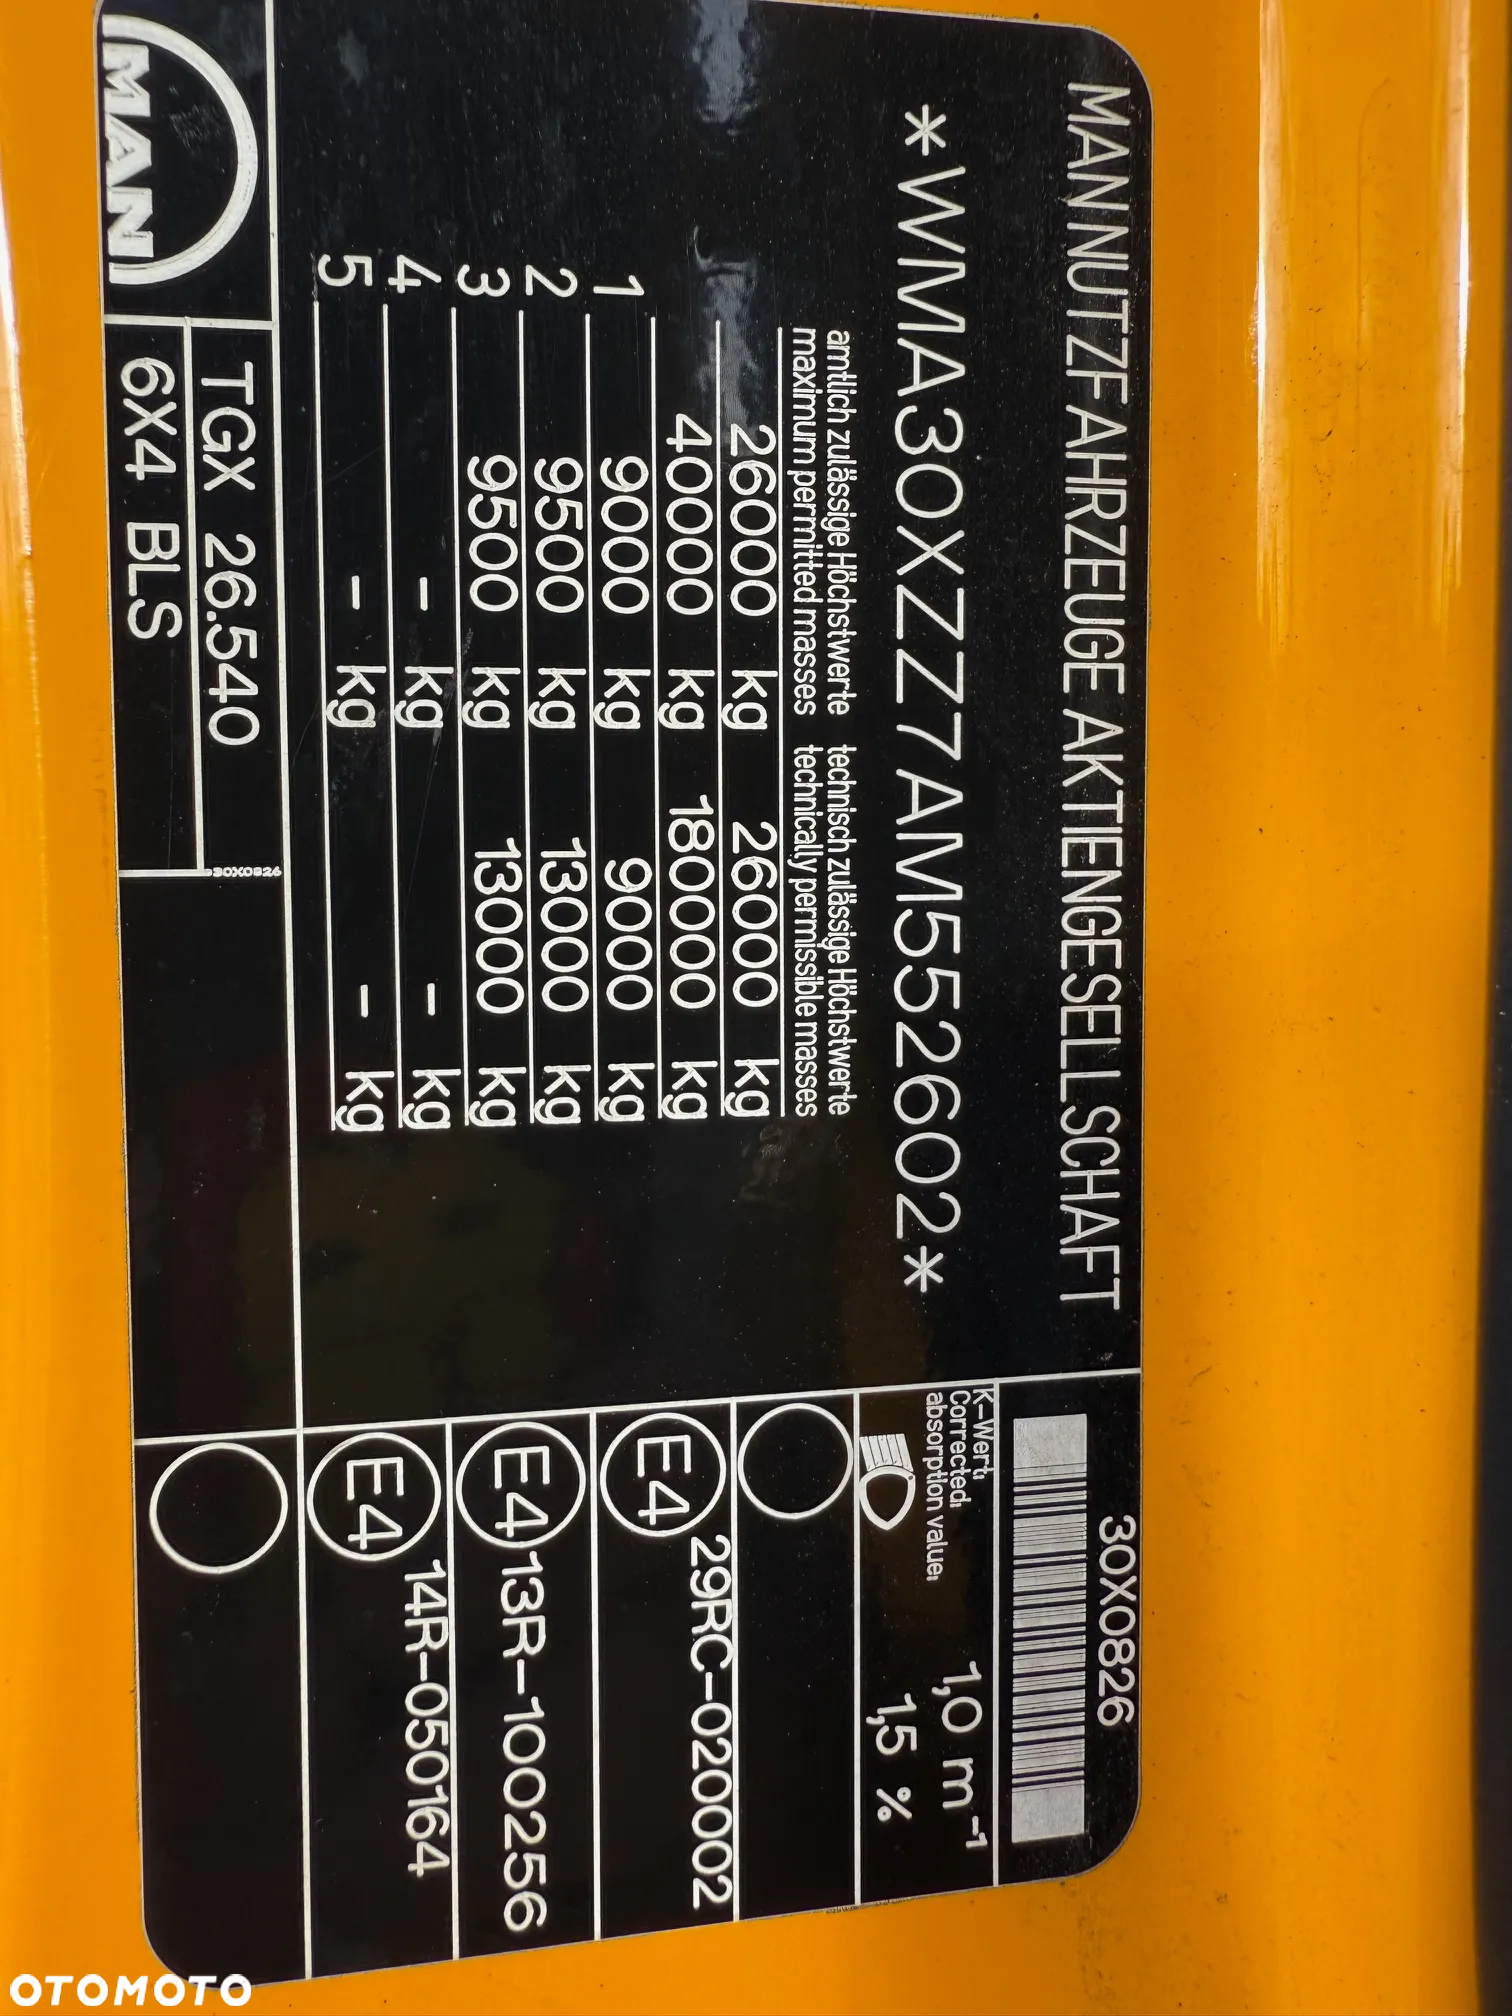 MAN NUTZFAHRZEUGE AKTIENGESELLSCHAFT
*WMA30XZZ7AM552602*
amtlich zulässige Höchstwerte technisch zulässige Höchstwerte
maximum permitted masses technically permissible masses
26000 kg 26000 kg
40000 kg 180000 kg
1 9000 kg 9000 kg
2 9500 kg 13000 kg
3 9500 kg 13000 kg
4 - kg - kg
5 - kg - kg
MAN
TGX 26.540
6X4 BLS
30X0826
30X0826
K-Wert:
Corrected
absorption value:
1,0 m⁻¹
1,5 %
E4 29RC-020002
E4 13R-100256
E4 14R-050164
OTOMOTO